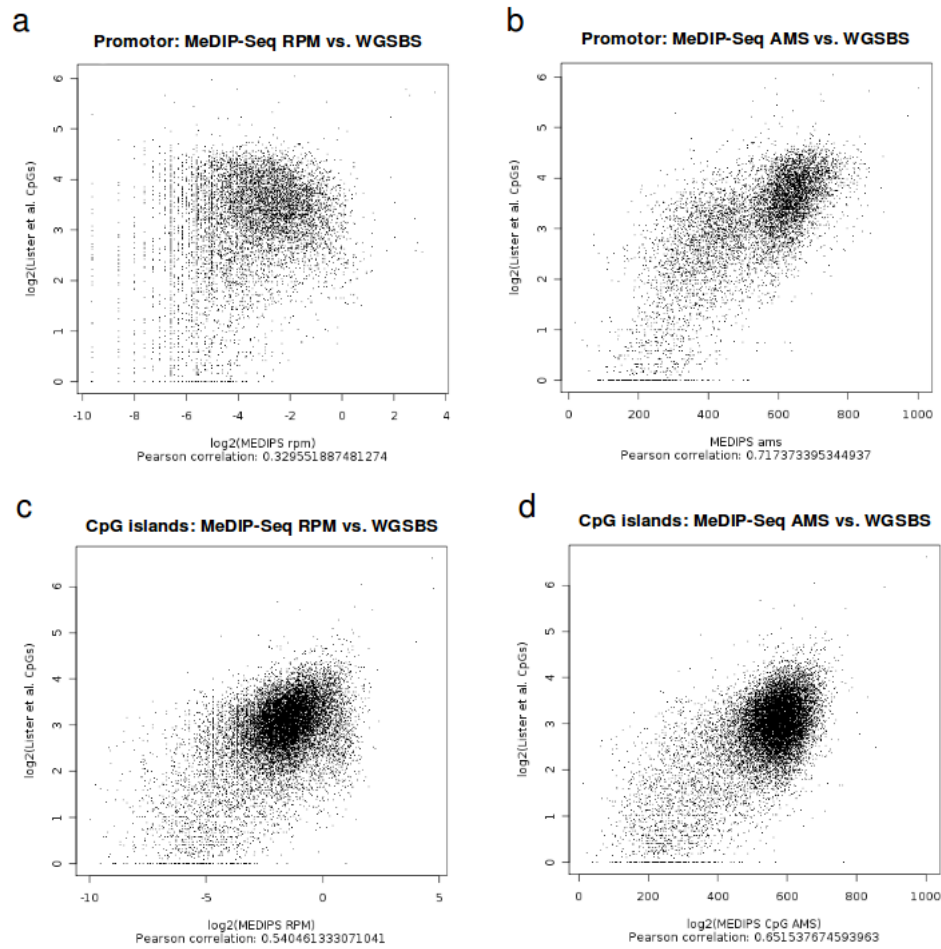 a
Promotor: MeDIP-Seq RPM vs. WGSBS
log2(Lister et al. CpGs)
6
5
4
3
2
1
0
-10 -8 -6 -4 -2 0 2 4
log2(MEDIPS rpm)
Pearson correlation: 0.329551887481274
b
Promotor: MeDIP-Seq AMS vs. WGSBS
log2(Lister et al. CpGs)
6
5
4
3
2
1
0
0 200 400 600 800 1000
MEDIPS ams
Pearson correlation: 0.717373395344937
c
CpG islands: MeDIP-Seq RPM vs. WGSBS
log2(Lister et al. CpGs)
6
5
4
3
2
1
0
-10 -5 0 5
log2(MEDIPS RPM)
Pearson correlation: 0.540461333071041
d
CpG islands: MeDIP-Seq AMS vs. WGSBS
log2(Lister et al. CpGs)
6
5
4
3
2
1
0
0 200 400 600 800 1000
log2(MEDIPS CpG AMS)
Pearson correlation: 0.651537674593963